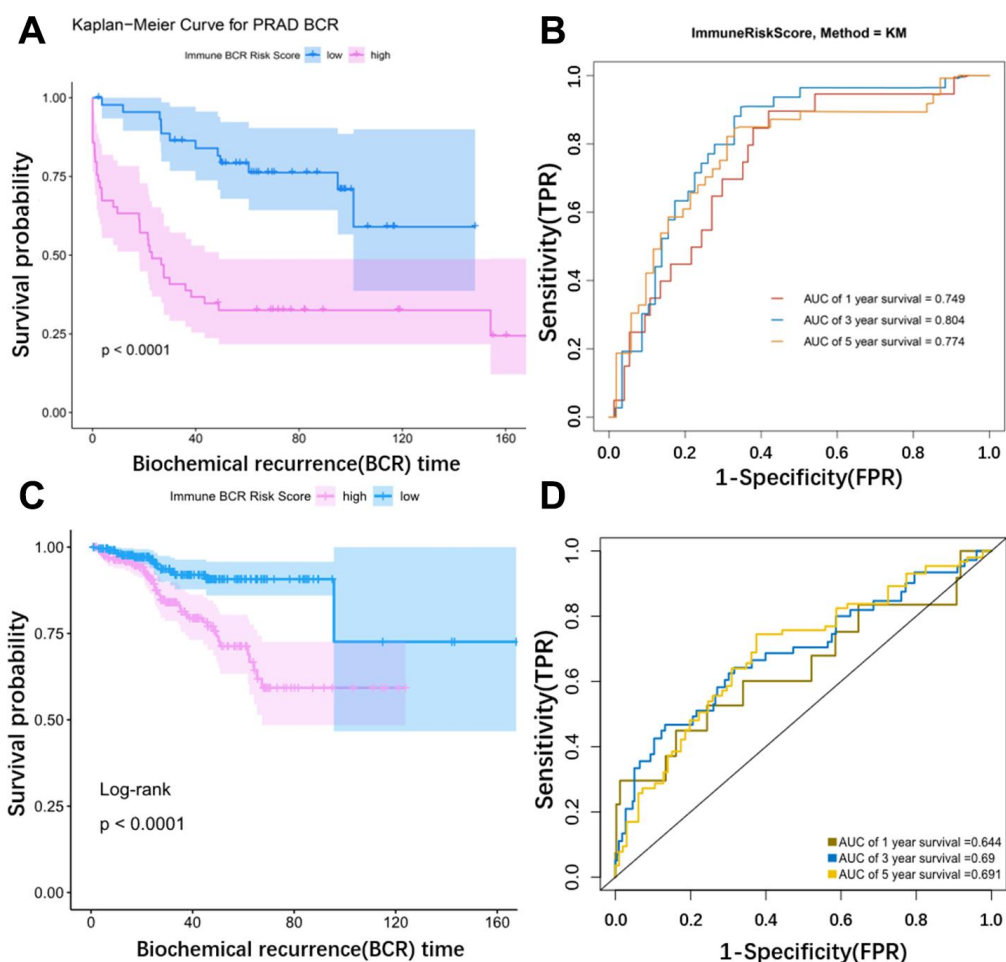 A
Kaplan−Meier Curve for PRAD BCR
Immune BCR Risk Score low high
Survival probability
1.00
0.75
0.50
0.25
0.00
p < 0.0001
0 40 80 120 160
Biochemical recurrence(BCR) time
B
ImmuneRiskScore, Method = KM
Sensitivity(TPR)
1.0
0.8
0.6
0.4
0.2
0.0
AUC of 1 year survival = 0.749
AUC of 3 year survival = 0.804
AUC of 5 year survival = 0.774
0.0 0.2 0.4 0.6 0.8 1.0
1-Specificity(FPR)
C
Immune BCR Risk Score high low
Survival probability
1.00
0.75
0.50
0.25
0.00
Log-rank
p < 0.0001
0 40 80 120 160
Biochemical recurrence(BCR) time
D
Sensitivity(TPR)
1.0
0.8
0.6
0.4
0.2
0.0
AUC of 1 year survival =0.644
AUC of 3 year survival =0.69
AUC of 5 year survival =0.691
0.0 0.2 0.4 0.6 0.8 1.0
1-Specificity(FPR)